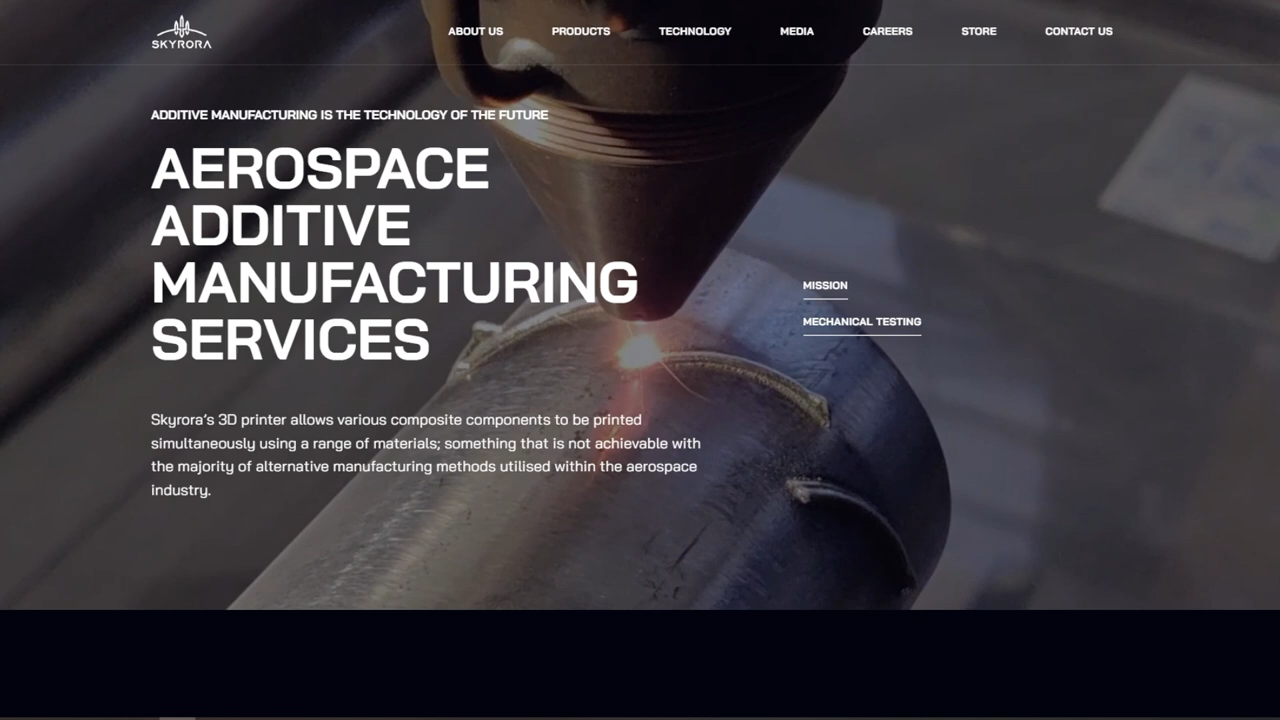 SKYRORA
ABOUT US PRODUCTS TECHNOLOGY MEDIA CAREERS STORE CONTACT US
ADDITIVE MANUFACTURING IS THE TECHNOLOGY OF THE FUTURE
AEROSPACE
ADDITIVE
MANUFACTURING
SERVICES
MISSION
MECHANICAL TESTING
Skyrora’s 3D printer allows various composite components to be printed
simultaneously using a range of materials; something that is not achievable with
the majority of alternative manufacturing methods utilised within the aerospace
industry.